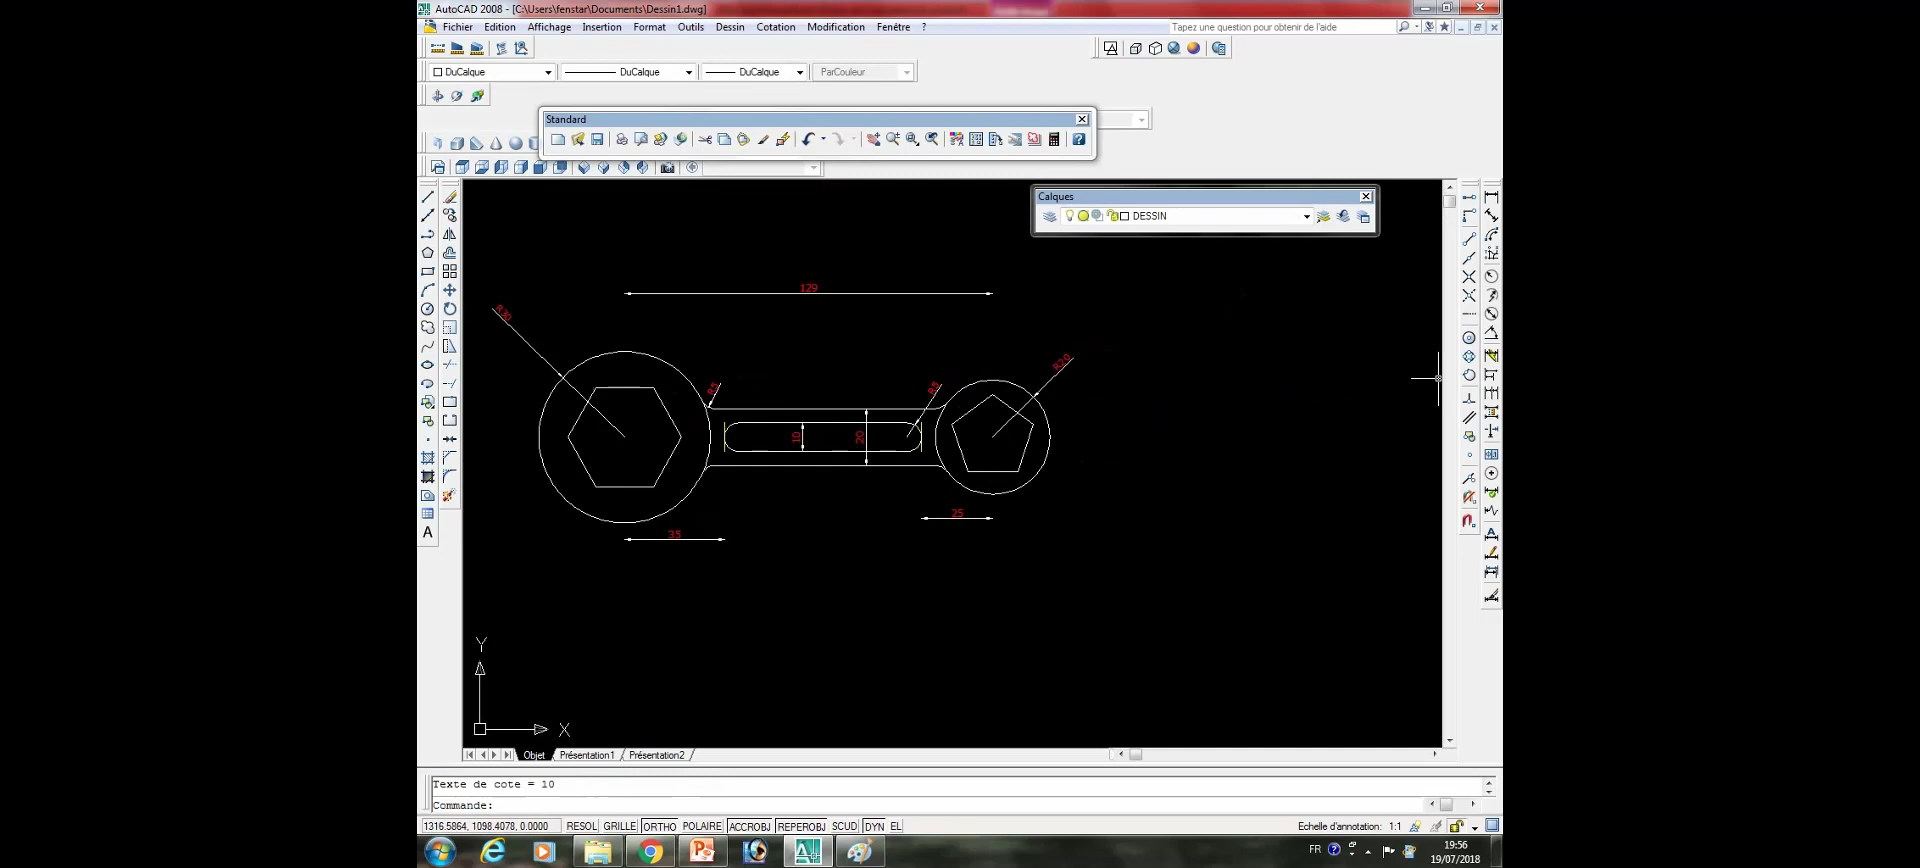 AutoCAD 2008 - [C:\Users\fenstar\Documents\Dessin1.dwg]
Fichier Edition Affichage Insertion Format Outils Dessin Cotation Modification Fenêtre ?
Tapez une question pour obtenir de l'aide
DuCalque DuCalque DuCalque ParCouleur
Standard
Calques
DESSIN
129
R30
R20
R5
R5
10
20
25
35
Y
X
Objet Présentation1 Présentation2
Texte de cote = 10
Commande:
1316.5864, 1098.4078, 0.0000 RESOL GRILLE ORTHO POLAIRE ACCROBJ REPEROBJ SCUD DYN EL
Echelle d'annotation: 1:1
FR
19:56
19/07/2018